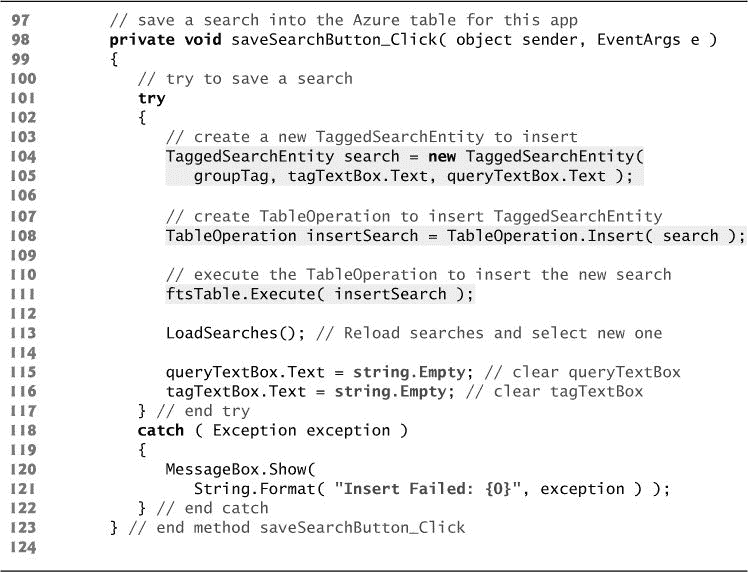 97 // save a search into the Azure table for this app
98 private void saveSearchButton_Click( object sender, EventArgs e )
99 {
100 // try to save a search
101 try
102 {
103 // create a new TaggedSearchEntity to insert
104 TaggedSearchEntity search = new TaggedSearchEntity(
105 groupTag, tagTextBox.Text, queryTextBox.Text );
106
107 // create TableOperation to insert TaggedSearchEntity
108 TableOperation insertSearch = TableOperation.Insert( search );
109
110 // execute the TableOperation to insert the new search
111 ftsTable.Execute( insertSearch );
112
113 LoadSearches(); // Reload searches and select new one
114
115 queryTextBox.Text = string.Empty; // clear queryTextBox
116 tagTextBox.Text = string.Empty; // clear tagTextBox
117 } // end try
118 catch ( Exception exception )
119 {
120 MessageBox.Show(
121 String.Format( "Insert Failed: {0}", exception ) );
122 } // end catch
123 } // end method saveSearchButton_Click
124